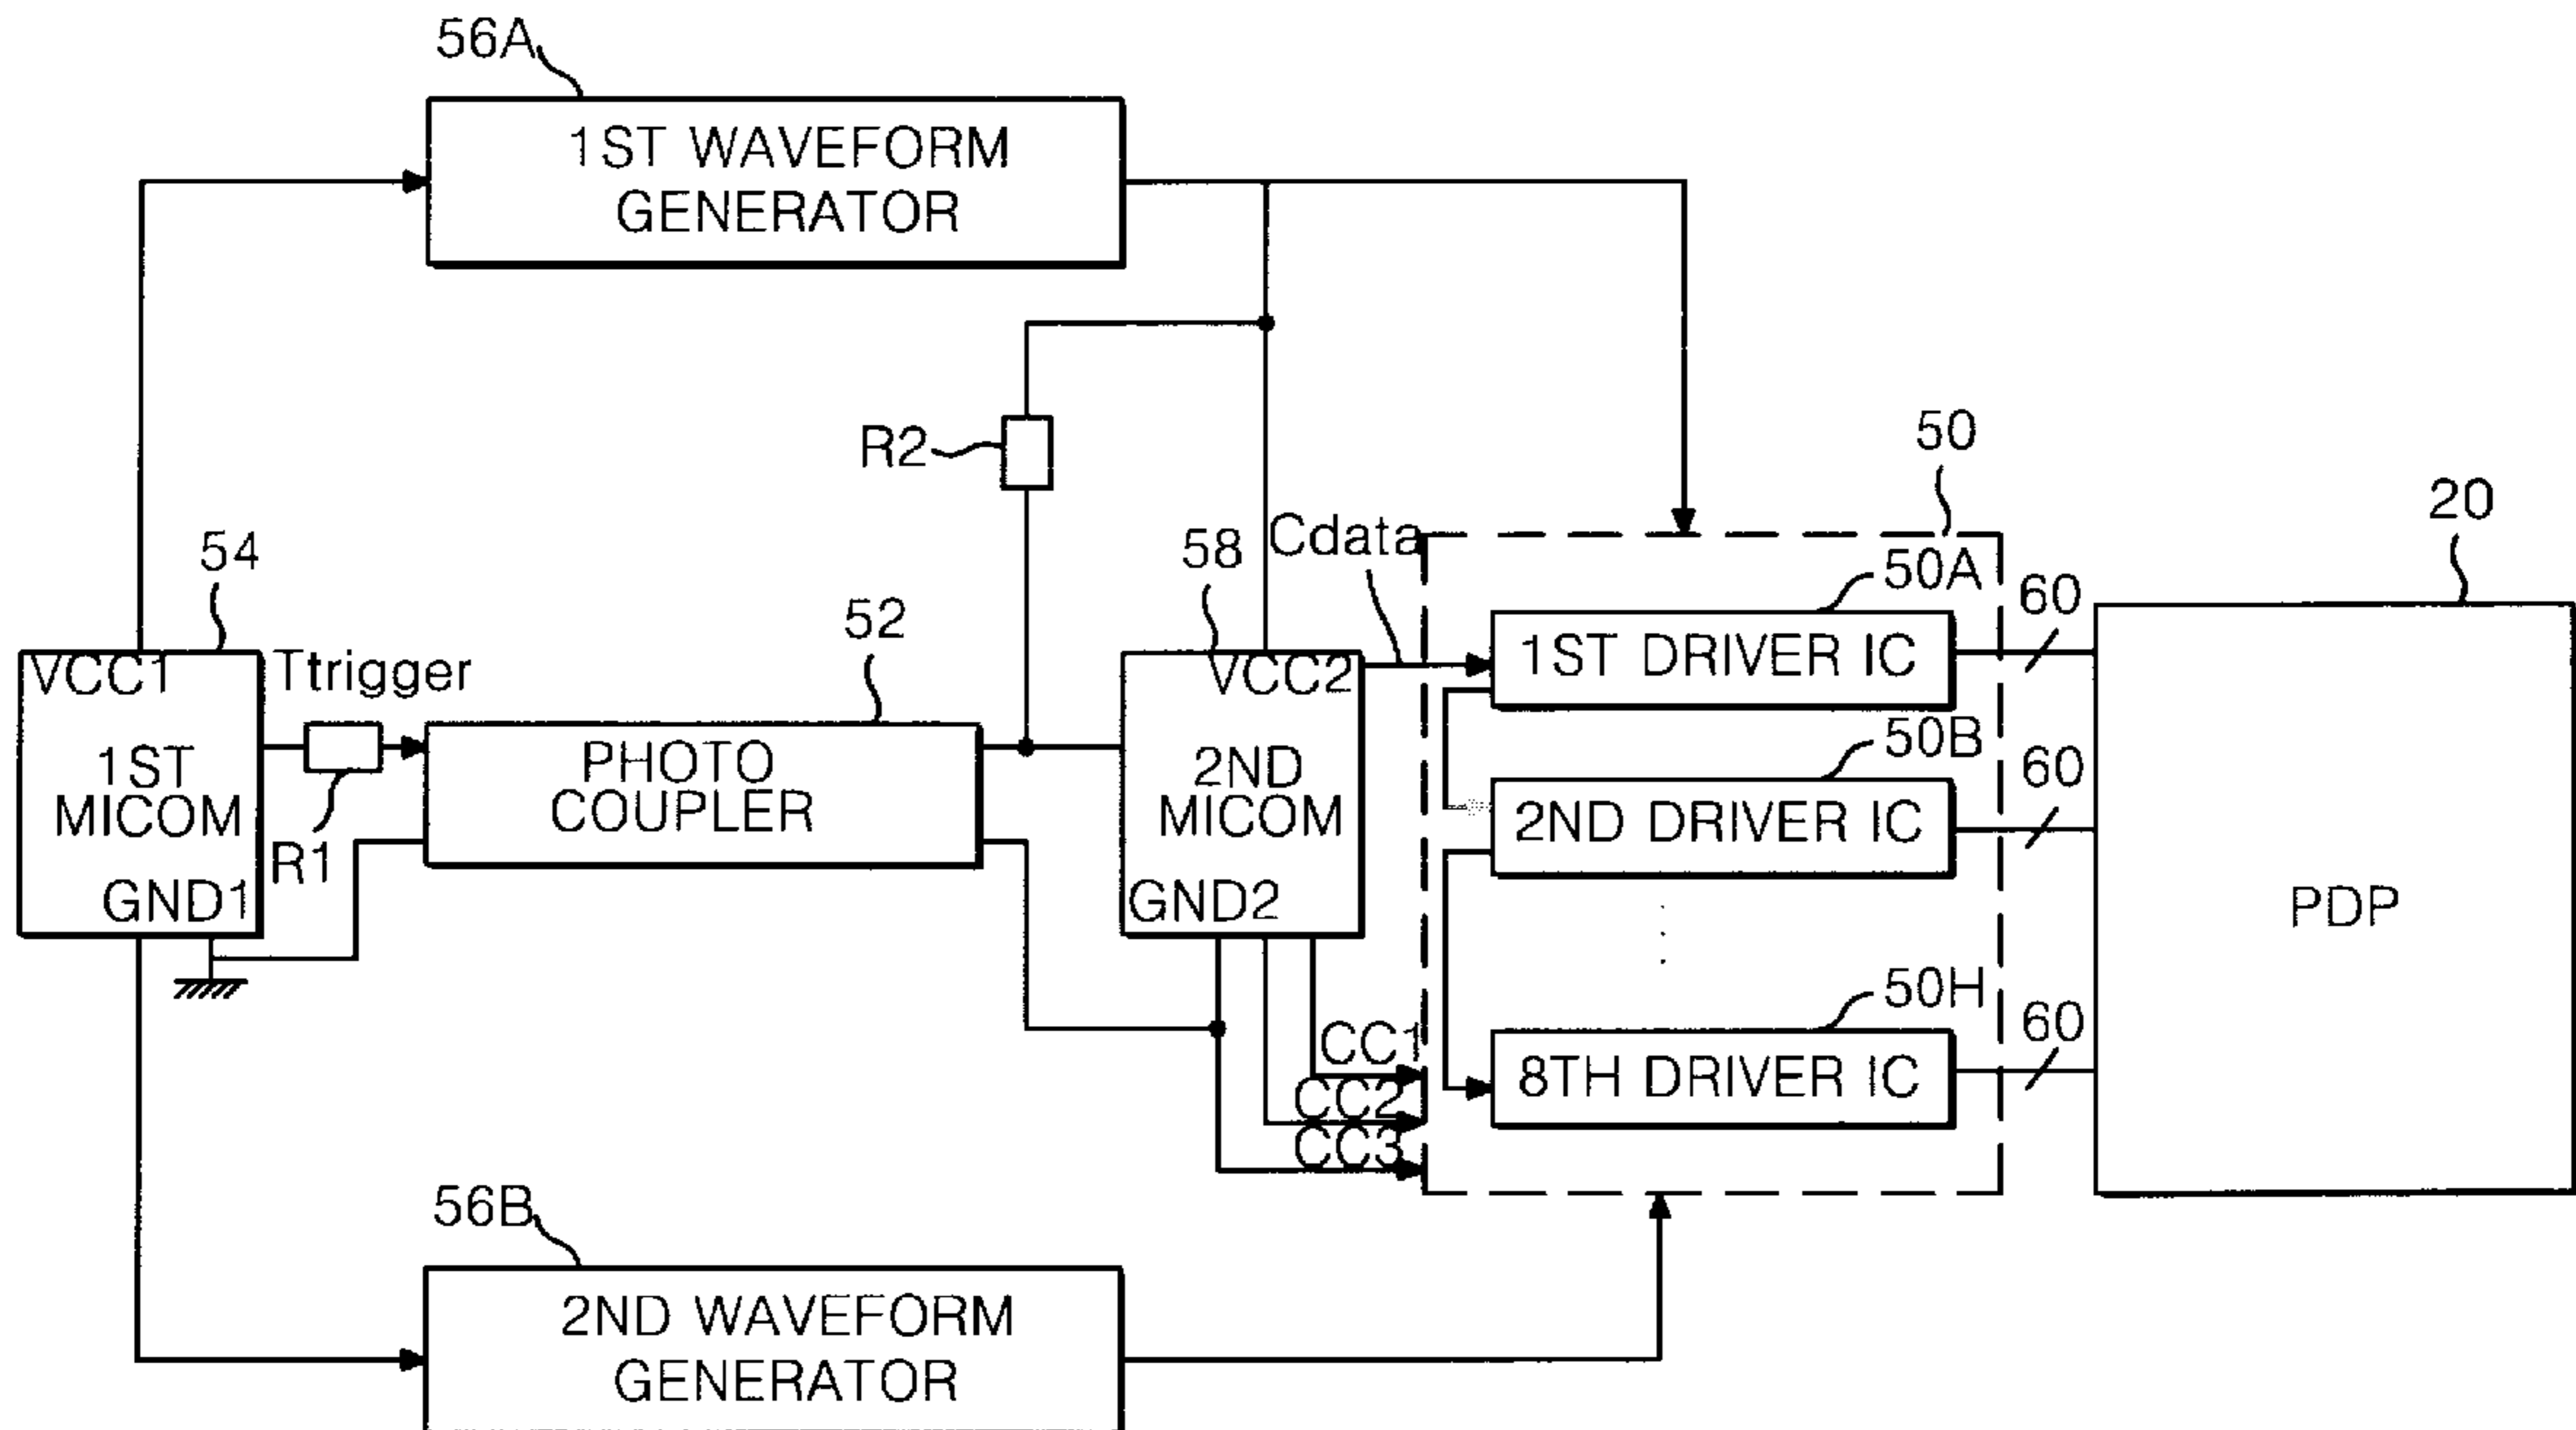 56A
1ST WAVEFORM
GENERATOR
R2
50
20
54
58
Cdata
50A
60
52
1ST DRIVER IC
VCC1
Ttrigger
VCC2
50B
60
1ST
MICOM
PHOTO
COUPLER
2ND
MICOM
2ND DRIVER IC
R1
GND1
GND2
PDP
50H
60
CC1
8TH DRIVER IC
CC2
CC3
56B
2ND WAVEFORM
GENERATOR